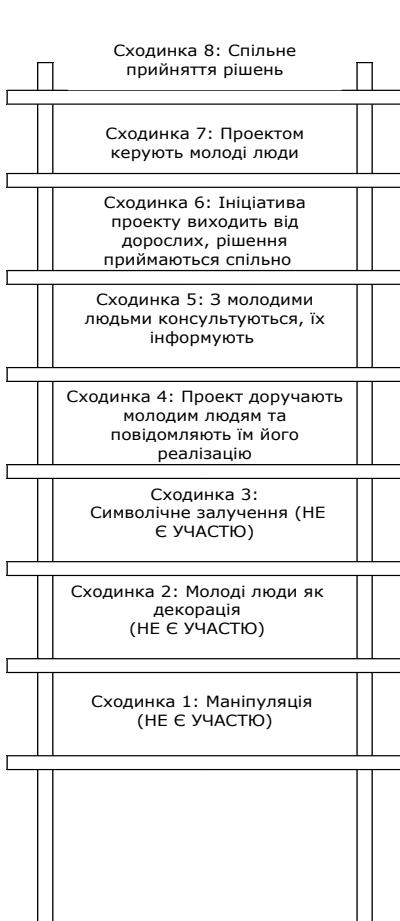 Сходинка 8: Спільне
прийняття рішень
Сходинка 7: Проектом
керують молоді люди
Сходинка 6: Ініціатива
проекту виходить від
дорослих, рішення
приймаються спільно
Сходинка 5: З молодими
людьми консультуються, їх
інформують
Сходинка 4: Проект доручають
молодим людям та
повідомляють їм його
реалізацію
Сходинка 3:
Символічне залучення (НЕ
Є УЧАСТЮ)
Сходинка 2: Молоді люди як
декорація
(НЕ Є УЧАСТЮ)
Сходинка 1: Маніпуляція
(НЕ Є УЧАСТЮ)